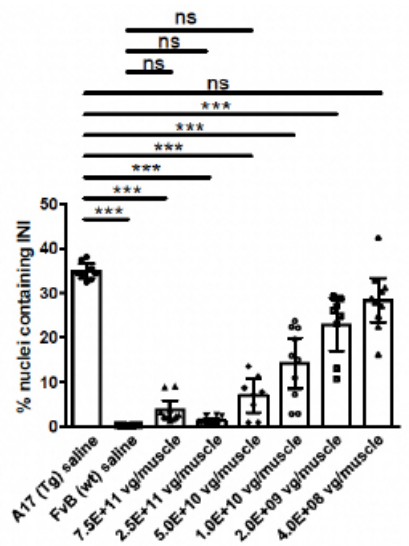 ns
ns
ns
ns
***
***
***
***
***
***
50
40
30
20
10
0
% nuclei containing INI
A17 (Tg) saline
FvB (wt) saline
7.5E+11 vg/muscle
2.5E+11 vg/muscle
5.0E+10 vg/muscle
1.0E+10 vg/muscle
2.0E+09 vg/muscle
4.0E+08 vg/muscle